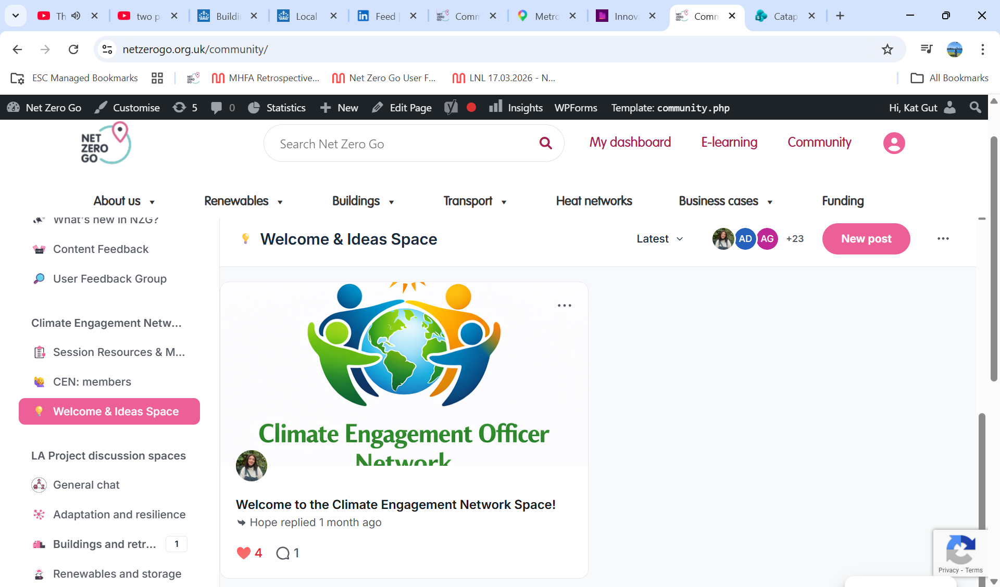 Th
two p
Buildi
Local
Feed
Comm
Metro
Innov
Comm
Catap
netzerogo.org.uk/community/
ESC Managed Bookmarks
MHFA Retrospective...
Net Zero Go User F...
LNL 17.03.2026 - N...
All Bookmarks
Net Zero Go
Customise
5
0
Statistics
New
Edit Page
Insights
WPForms
Template: community.php
Hi, Kat Gut
NET
ZERO
GO
Search Net Zero Go
My dashboard
E-learning
Community
About us
Renewables
Buildings
Transport
Heat networks
Business cases
Funding
What's new in NZG?
Content Feedback
User Feedback Group
Climate Engagement Netw...
Session Resources & M...
CEN: members
Welcome & Ideas Space
LA Project discussion spaces
General chat
Adaptation and resilience
Buildings and retr...
1
Renewables and storage
Welcome & Ideas Space
Latest
AD
AG
+23
New post
Climate Engagement Officer
Network
Welcome to the Climate Engagement Network Space!
Hope replied 1 month ago
4
1
Privacy - Terms